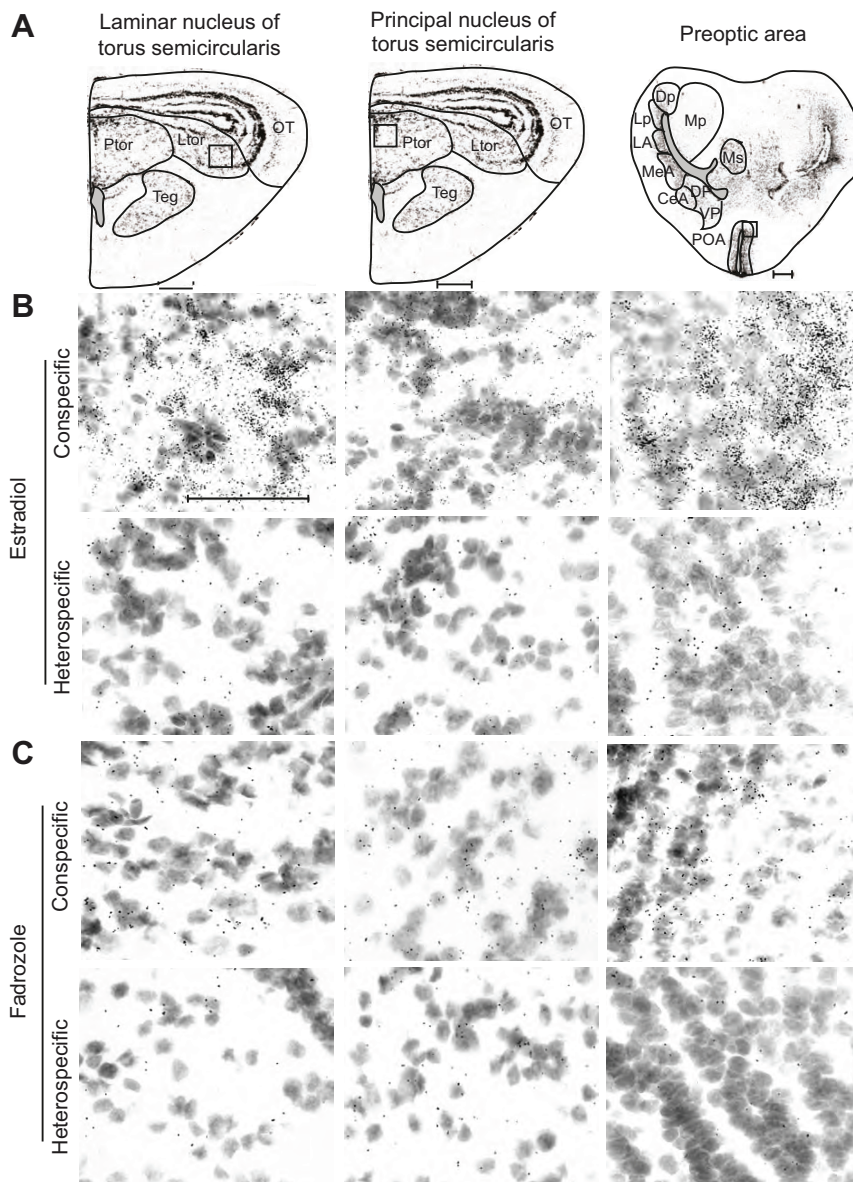 A
Laminar nucleus of
torus semicircularis
Principal nucleus of
torus semicircularis
Preoptic area
Ptor
Ltor
OT
Teg
Ptor
Ltor
OT
Teg
Dp
Lp
Mp
LA
Ms
MeA
DP
CeA
VP
POA
B
Estradiol
Conspecific
Heterospecific
C
Fadrozole
Conspecific
Heterospecific